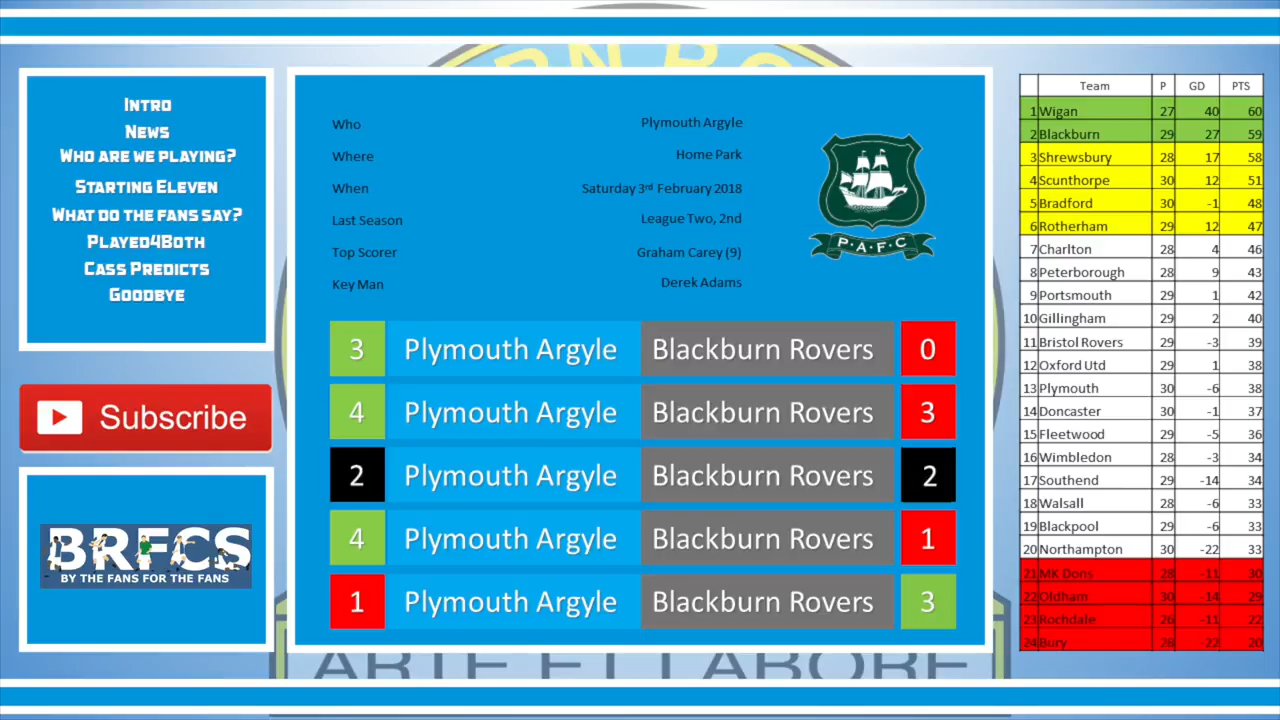 RN RO
INTRO
NEWS
WHO ARE WE PLAYING?
STARTING ELEVEN
WHAT DO THE FANS SAY?
PLAYED4BOTH
CASS PREDICTS
GOODBYE
Subscribe
BRFCS
BY THE FANS FOR THE FANS
Who Plymouth Argyle
Where Home Park
When Saturday 3rd February 2018
Last Season League Two, 2nd
Top Scorer Graham Carey (9)
Key Man Derek Adams
P·A·F·C
3 Plymouth Argyle Blackburn Rovers 0
4 Plymouth Argyle Blackburn Rovers 3
2 Plymouth Argyle Blackburn Rovers 2
4 Plymouth Argyle Blackburn Rovers 1
1 Plymouth Argyle Blackburn Rovers 3
Team P GD PTS
1 Wigan 27 40 60
2 Blackburn 29 27 59
3 Shrewsbury 28 17 58
4 Scunthorpe 30 12 51
5 Bradford 30 -1 48
6 Rotherham 29 12 47
7 Charlton 28 4 46
8 Peterborough 28 9 43
9 Portsmouth 29 1 42
10 Gillingham 29 2 40
11 Bristol Rovers 29 -3 39
12 Oxford Utd 29 1 38
13 Plymouth 30 -6 38
14 Doncaster 30 -1 37
15 Fleetwood 29 -5 36
16 Wimbledon 28 -3 34
17 Southend 29 -14 34
18 Walsall 28 -6 33
19 Blackpool 29 -6 33
20 Northampton 30 -22 33
21 MK Dons 28 -11 30
22 Oldham 30 -14 29
23 Rochdale 26 -11 22
24 Bury 28 -22 20
ARTE ET LABORE